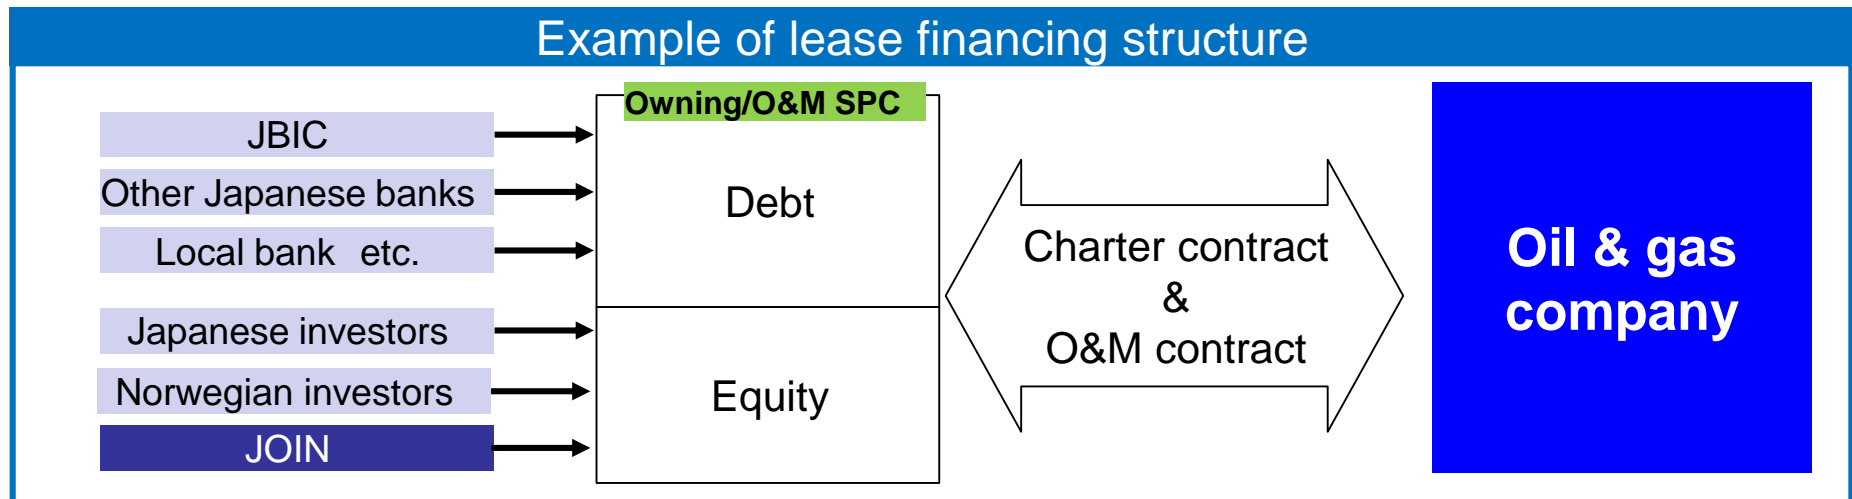 Example of lease financing structure
JBIC
Other Japanese banks
Local bank etc.
Japanese investors
Norwegian investors
JOIN
Owning/O&M SPC
Debt
Equity
Charter contract
&
O&M contract
Oil & gas
company